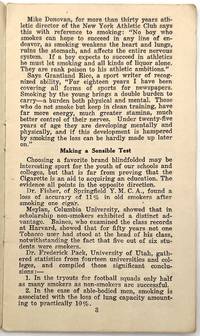 Mike Donovan, for more than thirty years ath-
letic director of the New York Athletic Club says
this with reference to smoking: "No boy who
smokes can hope to succeed in any line of en-
deavor, as smoking weakens the heart and lungs,
ruins the stomach, and affects the entire nervous
system. If a boy expects to succeed in athletics
he must let smoking and all kinds of liquor alone.
They are rank poison to his athletic ambitions."
Says Grantland Rice, a sport writer of recog-
nized ability, "For eighteen years I have been
covering all forms of sports for newspapers.
Smoking by the young brings a double burden to
carry—a burden both physical and mental. Those
who do not smoke but keep in clean training, have
far more energy, much greater stamina, much
better control of their nerves. Under twenty-five
years of age they are developing mentally and
physically, and if this development is hampered
by smoking the loss can be hardly made up later
on."
Making a Sensible Test
Choosing a favorite brand blindfolded may be
interesting sport for the youth of our schools and
colleges, but that is far from proving that the
Cigarette is an aid to acquiring an education. The
evidence all points in the opposite direction.
Dr. Fisher, of Springfield Y.M.C.A., found a
loss of accuracy of 11% in old smokers after
smoking one cigar.
Meylan, Columbia University, showed that in
scholarship non-smokers exhibited a distinct ad-
vantage. Baines, who examined the class records
at Harvard, showed that for fifty years not one
Tobacco user had stood at the head of his class,
notwithstanding the fact that five out of six stu-
dents were smokers.
Dr. Frederick Pack, University of Utah, gath-
ered statistics from fourteen universities and col-
leges, and compiled those significant conclu-
sions:—
1. In the tryouts for football squads only half
as many smokers as non-smokers are successful.
2. In the case of able-bodied men, smoking is
associated with the loss of lung capacity amount-
ing to practically 10%.
3